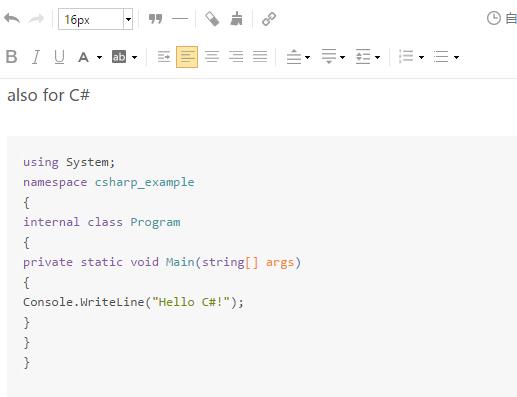 16px
自
B I U A ab
also for C#
using System;
namespace csharp_example
{
internal class Program
{
private static void Main(string[] args)
{
Console.WriteLine("Hello C#!");
}
}
}